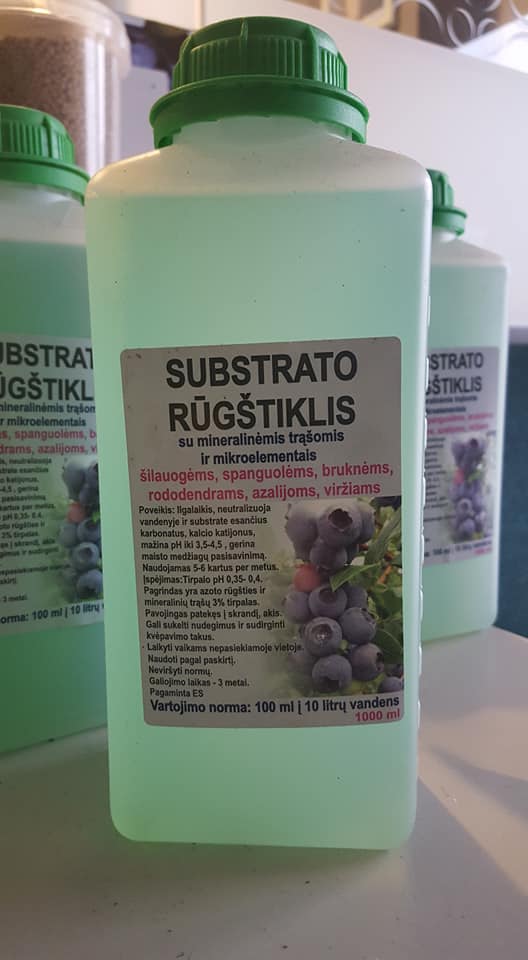 SUBSTRATO
RŪGŠTIKLIS
su mineralinėmis trąšomis
ir mikroelementais
šilauogėms, spanguolėms, bruknėms,
rododendrams, azalijoms, viržiams
Poveikis: Ilgalaikis, neutralizuoja
vandenyje ir substrate esančius
karbonatus, kalcio katijonus,
mažina pH iki 3,5-4,5 , gerina
maisto medžiagų pasisavinimą.
Naudojamas 5-6 kartus per metus.
Įspėjimas:Tirpalo pH 0,35- 0,4.
Pagrindas yra azoto rūgšties ir
mineralinių trąšų 3% tirpalas.
Pavojingas patekęs į skrandį, akis.
Gali sukelti nudegimus ir sudirginti
kvėpavimo takus.
Laikyti vaikams nepasiekiamoje vietoje.
Naudoti pagal paskirtį.
Neviršyti normų.
Galiojimo laikas - 3 metai.
Pagaminta ES
Vartojimo norma: 100 ml į 10 litrų vandens
1000 ml